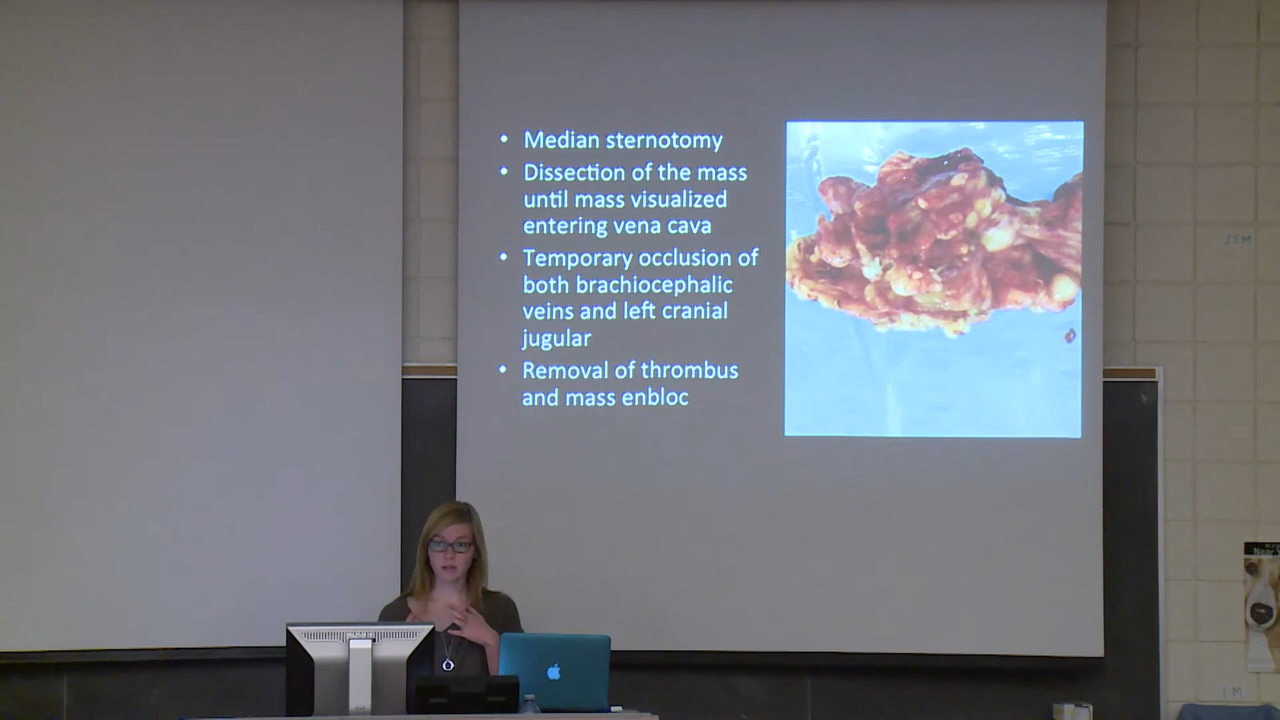 • Median sternotomy
• Dissection of the mass
until mass visualized
entering vena cava
• Temporary occlusion of
both brachiocephalic
veins and left cranial
jugular
• Removal of thrombus
and mass enbloc